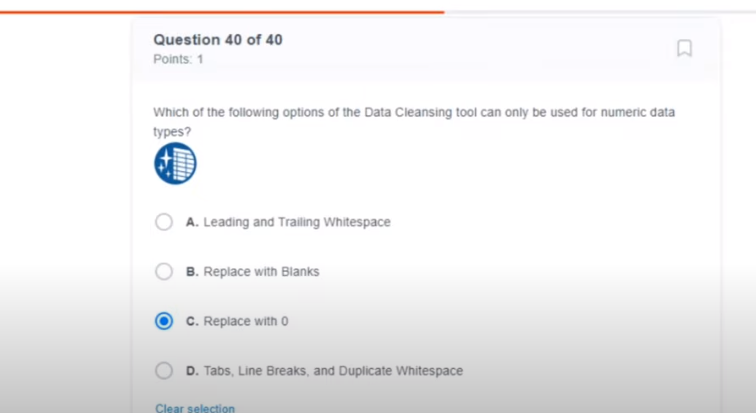 Question 40 of 40
Points: 1
Which of the following options of the Data Cleansing tool can only be used for numeric data
types?
A. Leading and Trailing Whitespace
B. Replace with Blanks
C. Replace with 0
D. Tabs, Line Breaks, and Duplicate Whitespace
Clear selection